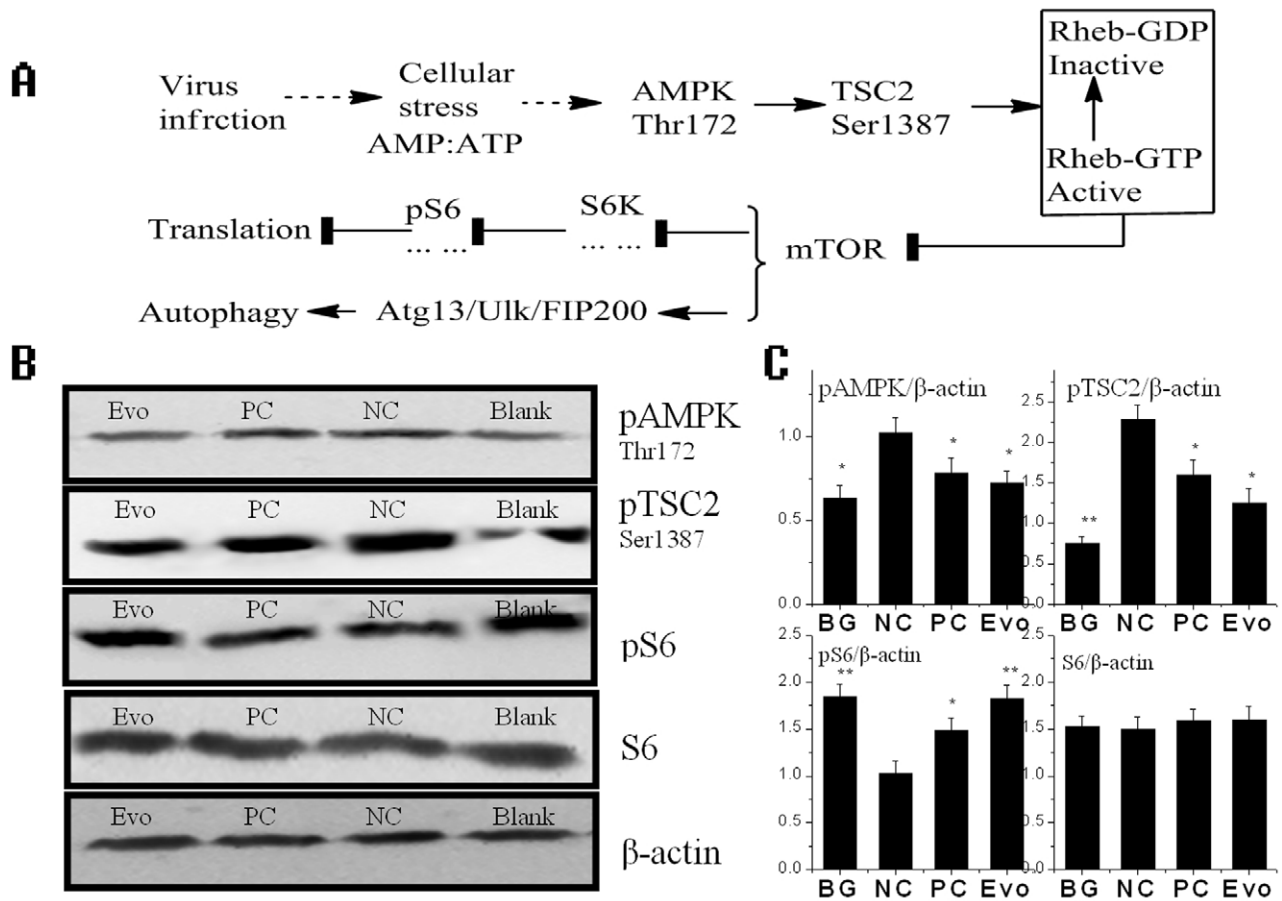 A
Virus
infrction
Cellular
stress
AMP:ATP
AMPK
Thr172
TSC2
Ser1387
Rheb-GDP
Inactive
Rheb-GTP
Active
Translation
pS6
... ...
S6K
... ...
mTOR
Autophagy
Atg13/Ulk/FIP200
B
Evo PC NC Blank
pAMPK
Thr172
Evo PC NC Blank
pTSC2
Ser1387
Evo PC NC Blank
pS6
Evo PC NC Blank
S6
Evo PC NC Blank
β-actin
C
pAMPK/β-actin
1.0
0.5
0.0
* * *
BG NC PC Evo
pTSC2/β-actin
2.5
2.0
1.5
1.0
0.5
0.0
** * *
BG NC PC Evo
pS6/β-actin
2.5
2.0
1.5
1.0
0.5
0.0
** * **
BG NC PC Evo
S6/β-actin
2.5
2.0
1.5
1.0
0.5
0.0
BG NC PC Evo